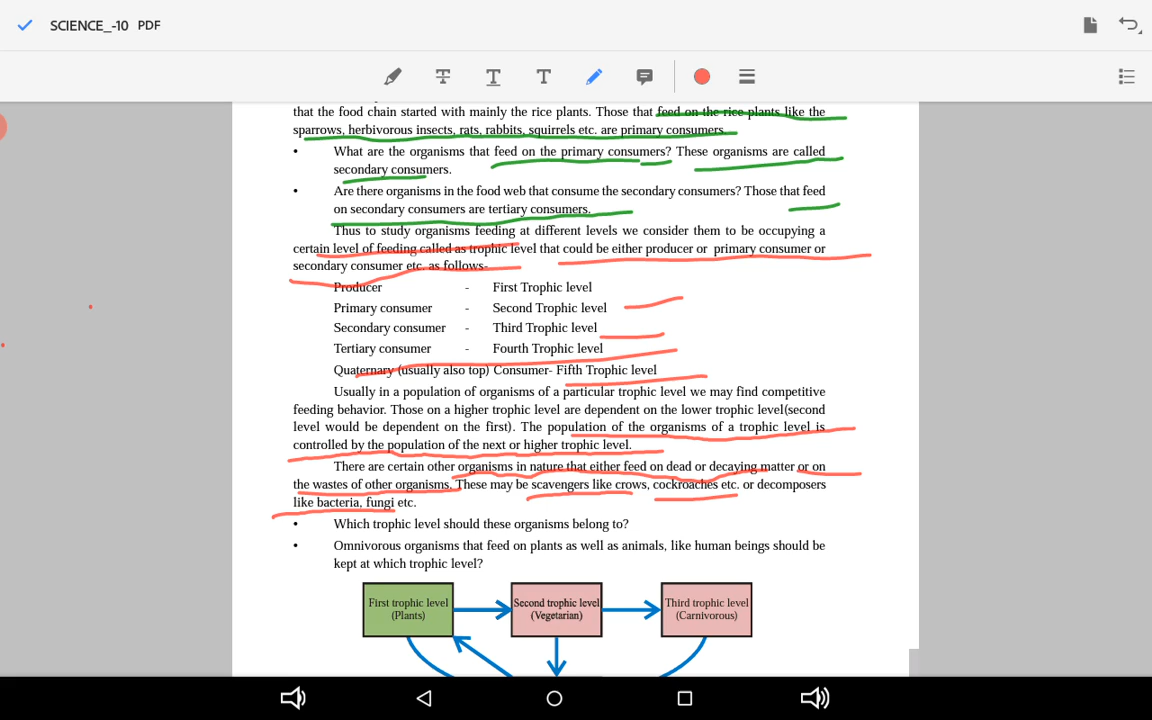 SCIENCE_-10 PDF
that the food chain started with mainly the rice plants. Those that feed on the rice plants like the
sparrows, herbivorous insects, rats, rabbits, squirrels etc. are primary consumers.
• What are the organisms that feed on the primary consumers? These organisms are called
secondary consumers.
• Are there organisms in the food web that consume the secondary consumers? Those that feed
on secondary consumers are tertiary consumers.
Thus to study organisms feeding at different levels we consider them to be occupying a
certain level of feeding called as trophic level that could be either producer or primary consumer or
secondary consumer etc. as follows-
Producer - First Trophic level
Primary consumer - Second Trophic level
Secondary consumer - Third Trophic level
Tertiary consumer - Fourth Trophic level
Quaternary (usually also top) Consumer- Fifth Trophic level
Usually in a population of organisms of a particular trophic level we may find competitive
feeding behavior. Those on a higher trophic level are dependent on the lower trophic level(second
level would be dependent on the first). The population of the organisms of a trophic level is
controlled by the population of the next or higher trophic level.
There are certain other organisms in nature that either feed on dead or decaying matter or on
the wastes of other organisms. These may be scavengers like crows, cockroaches etc. or decomposers
like bacteria, fungi etc.
• Which trophic level should these organisms belong to?
• Omnivorous organisms that feed on plants as well as animals, like human beings should be
kept at which trophic level?
First trophic level
(Plants)
Second trophic level
(Vegetarian)
Third trophic level
(Carnivorous)